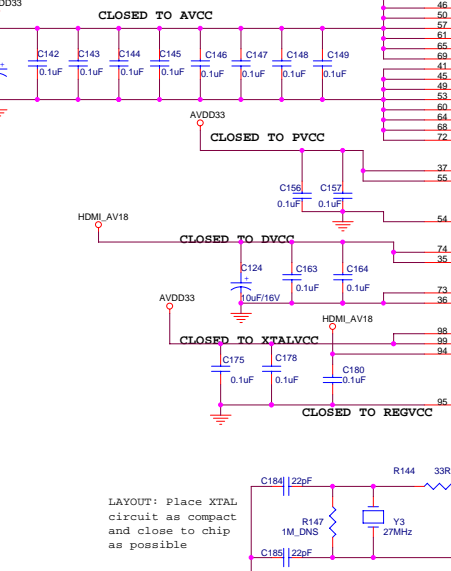 DD33
CLOSED TO AVCC
46
50
57
61
65
69
41
45
49
53
60
64
68
72
C142
0.1uF
C143
0.1uF
C144
0.1uF
C145
0.1uF
C146
0.1uF
C147
0.1uF
C148
0.1uF
C149
0.1uF
+
AVDD33
CLOSED TO PVCC
37
55
C156
0.1uF
C157
0.1uF
54
HDMI_AV18
CLOSED TO DVCC
74
35
C124
+
10uF/16V
C163
0.1uF
C164
0.1uF
73
36
AVDD33
HDMI_AV18
CLOSED TO XTALVCC
98
99
94
C175
0.1uF
C178
0.1uF
C180
0.1uF
95
CLOSED TO REGVCC
LAYOUT: Place XTAL
circuit as compact
and close to chip
as possible
C184
22pF
R144
33R
R147
1M_DNS
Y3
27MHz
C185
22pF